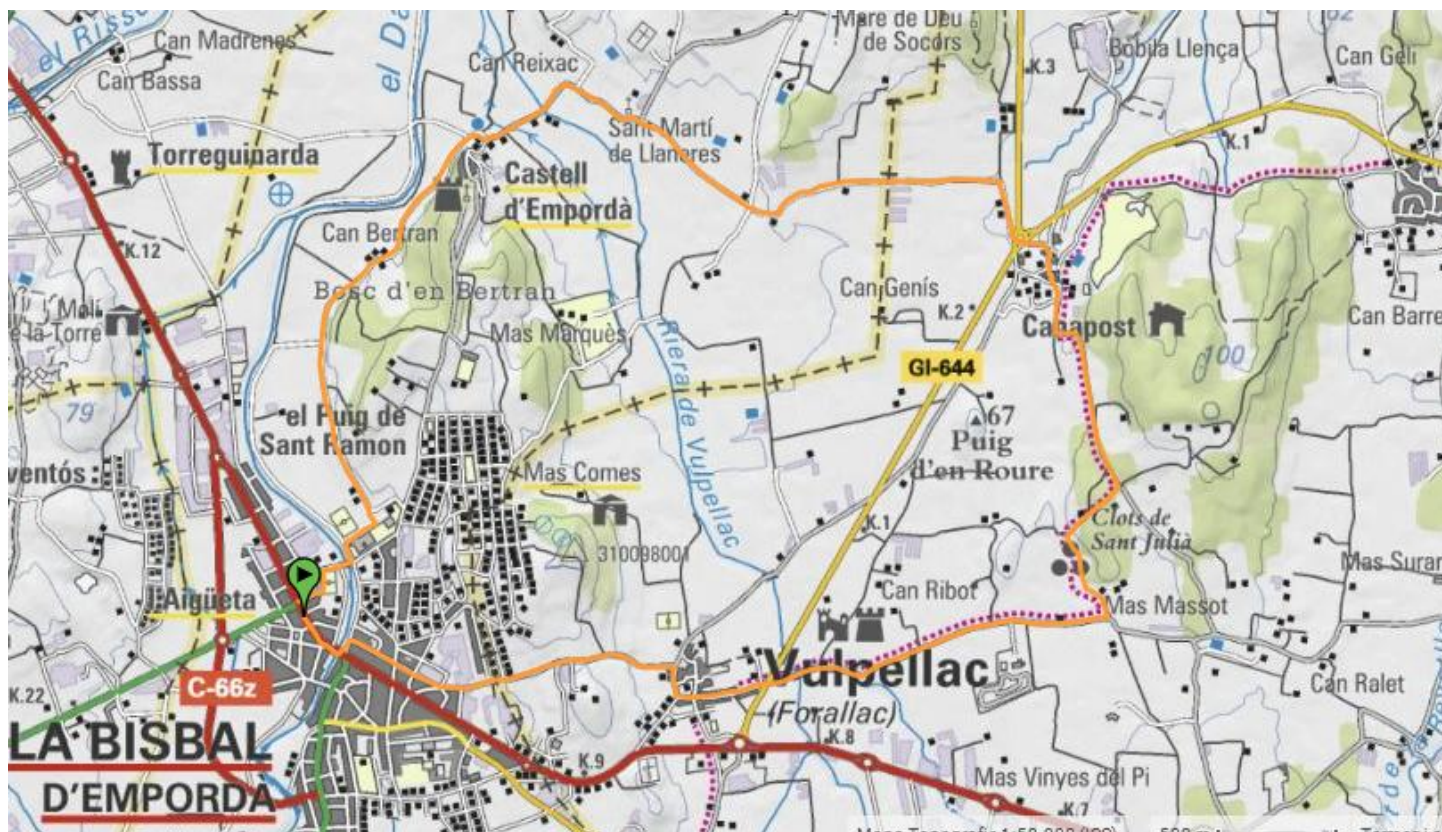 el Risse
Can Madrenes
Can Bassa
el Da
Can Reixac
Mare de Deu
de Socors
K.3
Bòbila Llença
Can Geli
62
Torreguinarda
Castell
d'Empordà
Sant Martí
de Llaneres
K.1
K.12
Can Bertran
Bosc d'en Bertran
Molí
de la Torre
Mas Marquès
Can Genís
K.2
Canapost
Can Barre
100
GI-644
79
el Puig de
Sant Ramon
Riera de Vulpellac
67
Puig
d'en Roure
ventós
Mas Comes
310098001
K.1
Clots de
Sant Julià
Mas Surar
l'Aigüeta
Can Ribot
Mas Massot
C-66z
K.22
Vulpellac
(Forallac)
Can Ralet
LA BISBAL
D'EMPORDÀ
K.9
K.8
Mas Vinyes del Pi
K.7